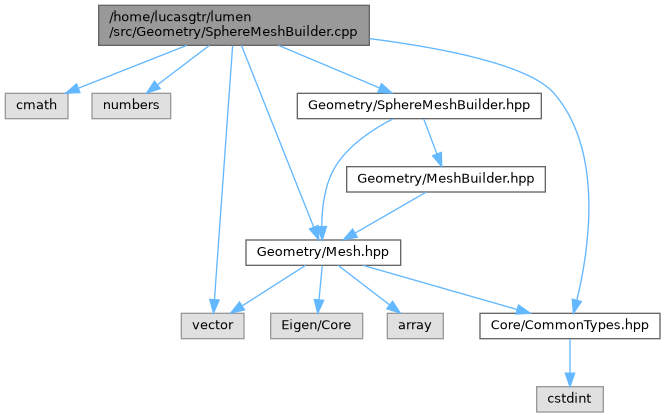 /home/lucasgtr/lumen
/src/Geometry/SphereMeshBuilder.cpp
cmath
numbers
Geometry/SphereMeshBuilder.hpp
Geometry/MeshBuilder.hpp
Geometry/Mesh.hpp
vector
Eigen/Core
array
Core/CommonTypes.hpp
cstdint